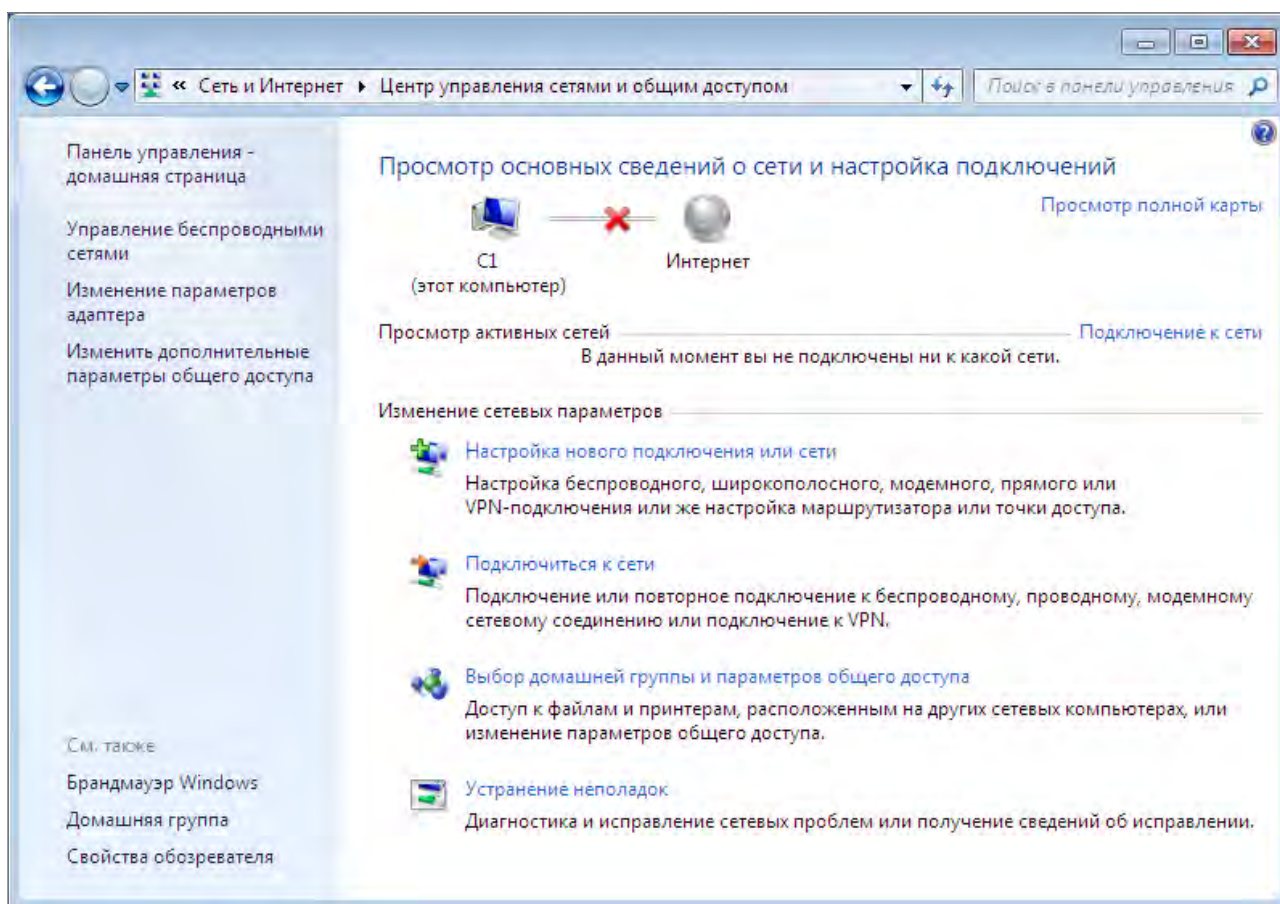 « Сеть и Интернет ▸ Центр управления сетями и общим доступом
Поиск в панели управления
Панель управления -
домашняя страница
Управление беспроводными
сетями
Изменение параметров
адаптера
Изменить дополнительные
параметры общего доступа
См. также
Брандмауэр Windows
Домашняя группа
Свойства обозревателя
Просмотр основных сведений о сети и настройка подключений
Просмотр полной карты
C1
(этот компьютер)
Интернет
Просмотр активных сетей
Подключение к сети
В данный момент вы не подключены ни к какой сети.
Изменение сетевых параметров
Настройка нового подключения или сети
Настройка беспроводного, широкополосного, модемного, прямого или
VPN-подключения или же настройка маршрутизатора или точки доступа.
Подключиться к сети
Подключение или повторное подключение к беспроводному, проводному, модемному
сетевому соединению или подключение к VPN.
Выбор домашней группы и параметров общего доступа
Доступ к файлам и принтерам, расположенным на других сетевых компьютерах, или
изменение параметров общего доступа.
Устранение неполадок
Диагностика и исправление сетевых проблем или получение сведений об исправлении.